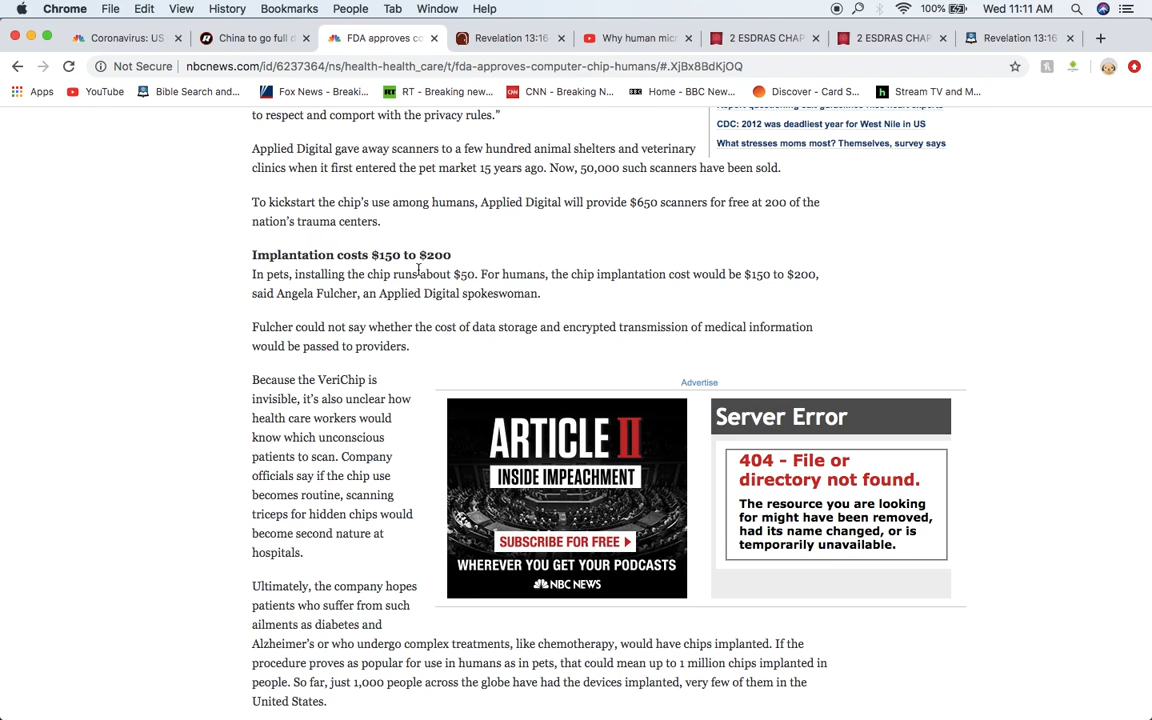 Chrome File Edit View History Bookmarks People Tab Window Help 100% Wed 11:11 AM
Coronavirus: US × China to go full d × FDA approves co × Revelation 13:16 × Why human micr × 2 ESDRAS CHAP × 2 ESDRAS CHAP × Revelation 13:16 × +
Not Secure | nbcnews.com/id/6237364/ns/health-health_care/t/fda-approves-computer-chip-humans/#.XjBx8BdKjOQ
Apps YouTube Bible Search and... Fox News - Breaki... RT - Breaking new... CNN - Breaking N... Home - BBC New... Discover - Card S... Stream TV and M...
to respect and comport with the privacy rules."
CDC: 2012 was deadliest year for West Nile in US
What stresses moms most? Themselves, survey says
Applied Digital gave away scanners to a few hundred animal shelters and veterinary
clinics when it first entered the pet market 15 years ago. Now, 50,000 such scanners have been sold.
To kickstart the chip's use among humans, Applied Digital will provide $650 scanners for free at 200 of the
nation's trauma centers.
Implantation costs $150 to $200
In pets, installing the chip runs about $50. For humans, the chip implantation cost would be $150 to $200,
said Angela Fulcher, an Applied Digital spokeswoman.
Fulcher could not say whether the cost of data storage and encrypted transmission of medical information
would be passed to providers.
Because the VeriChip is
invisible, it's also unclear how
health care workers would
know which unconscious
patients to scan. Company
officials say if the chip use
becomes routine, scanning
triceps for hidden chips would
become second nature at
hospitals.
Advertise
ARTICLE II
INSIDE IMPEACHMENT
SUBSCRIBE FOR FREE
WHEREVER YOU GET YOUR PODCASTS
NBC NEWS
Server Error
404 - File or
directory not found.
The resource you are looking
for might have been removed,
had its name changed, or is
temporarily unavailable.
Ultimately, the company hopes
patients who suffer from such
ailments as diabetes and
Alzheimer's or who undergo complex treatments, like chemotherapy, would have chips implanted. If the
procedure proves as popular for use in humans as in pets, that could mean up to 1 million chips implanted in
people. So far, just 1,000 people across the globe have had the devices implanted, very few of them in the
United States.